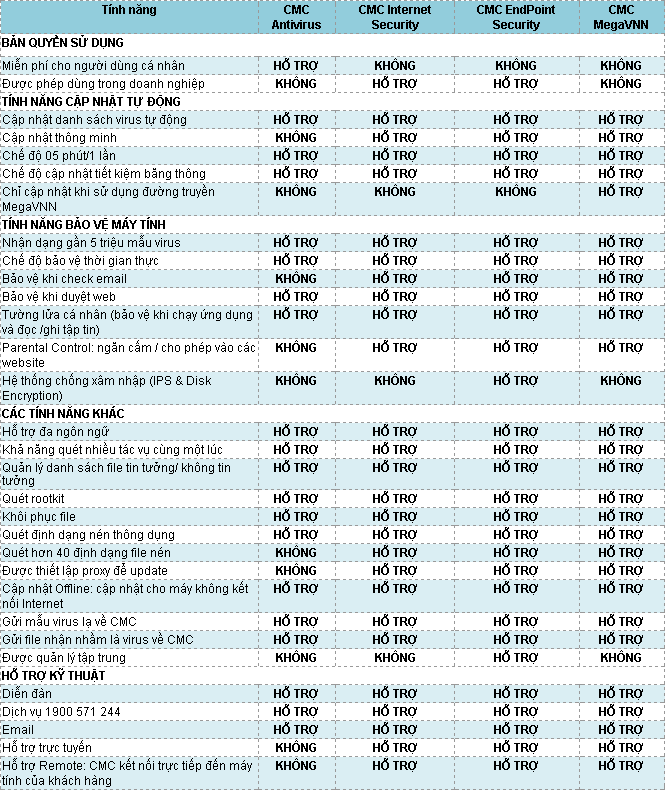 Tính năng CMC Antivirus CMC Internet Security CMC EndPoint Security CMC MegaVNN
BẢN QUYỀN SỬ DỤNG
Miễn phí cho người dùng cá nhân HỖ TRỢ KHÔNG KHÔNG KHÔNG
Được phép dùng trong doanh nghiệp KHÔNG HỖ TRỢ HỖ TRỢ KHÔNG
TÍNH NĂNG CẬP NHẬT TỰ ĐỘNG
Cập nhật danh sách virus tự động HỖ TRỢ HỖ TRỢ HỖ TRỢ HỖ TRỢ
Cập nhật thông minh KHÔNG HỖ TRỢ HỖ TRỢ HỖ TRỢ
Chế độ 05 phút/1 lần HỖ TRỢ HỖ TRỢ HỖ TRỢ HỖ TRỢ
Chế độ cập nhật tiết kiệm băng thông HỖ TRỢ HỖ TRỢ HỖ TRỢ HỖ TRỢ
Chỉ cập nhật khi sử dụng đường truyền KHÔNG KHÔNG KHÔNG HỖ TRỢ
MegaVNN
TÍNH NĂNG BẢO VỆ MÁY TÍNH
Nhận dạng gần 5 triệu mẫu virus HỖ TRỢ HỖ TRỢ HỖ TRỢ HỖ TRỢ
Chế độ bảo vệ thời gian thực HỖ TRỢ HỖ TRỢ HỖ TRỢ HỖ TRỢ
Bảo vệ khi check email KHÔNG HỖ TRỢ HỖ TRỢ HỖ TRỢ
Bảo vệ khi duyệt web HỖ TRỢ HỖ TRỢ HỖ TRỢ HỖ TRỢ
Tường lửa cá nhân (bảo vệ khi chạy ứng dụng HỖ TRỢ HỖ TRỢ HỖ TRỢ HỖ TRỢ
và đọc /ghi tập tin)
Parental Control: ngăn cấm / cho phép vào các KHÔNG HỖ TRỢ HỖ TRỢ HỖ TRỢ
website
Hệ thống chống xâm nhập (IPS & Disk KHÔNG KHÔNG HỖ TRỢ KHÔNG
Encryption)
CÁC TÍNH NĂNG KHÁC
Hỗ trợ đa ngôn ngữ HỖ TRỢ HỖ TRỢ HỖ TRỢ HỖ TRỢ
Khả năng quét nhiều tác vụ cùng một lúc HỖ TRỢ HỖ TRỢ HỖ TRỢ HỖ TRỢ
Quản lý danh sách file tin tưởng/ không tin HỖ TRỢ HỖ TRỢ HỖ TRỢ HỖ TRỢ
tưởng
Quét rootkit HỖ TRỢ HỖ TRỢ HỖ TRỢ HỖ TRỢ
Khôi phục file HỖ TRỢ HỖ TRỢ HỖ TRỢ HỖ TRỢ
Quét định dạng nén thông dụng HỖ TRỢ HỖ TRỢ HỖ TRỢ HỖ TRỢ
Quét hơn 40 định dạng file nén KHÔNG HỖ TRỢ HỖ TRỢ HỖ TRỢ
Được thiết lập proxy để update KHÔNG HỖ TRỢ HỖ TRỢ HỖ TRỢ
Cập nhật Offline: cập nhật cho máy không kết HỖ TRỢ HỖ TRỢ HỖ TRỢ HỖ TRỢ
nối Internet
Gửi mẫu virus lạ về CMC HỖ TRỢ HỖ TRỢ HỖ TRỢ HỖ TRỢ
Gửi file nhận nhầm là virus về CMC HỖ TRỢ HỖ TRỢ HỖ TRỢ HỖ TRỢ
Được quản lý tập trung KHÔNG KHÔNG HỖ TRỢ KHÔNG
HỖ TRỢ KỸ THUẬT
Diễn đàn HỖ TRỢ HỖ TRỢ HỖ TRỢ HỖ TRỢ
Dịch vụ 1900 571 244 HỖ TRỢ HỖ TRỢ HỖ TRỢ HỖ TRỢ
Email HỖ TRỢ HỖ TRỢ HỖ TRỢ HỖ TRỢ
Hỗ trợ trực tuyến KHÔNG HỖ TRỢ HỖ TRỢ HỖ TRỢ
Hỗ trợ Remote: CMC kết nối trực tiếp đến máy KHÔNG HỖ TRỢ HỖ TRỢ HỖ TRỢ
tính của khách hàng